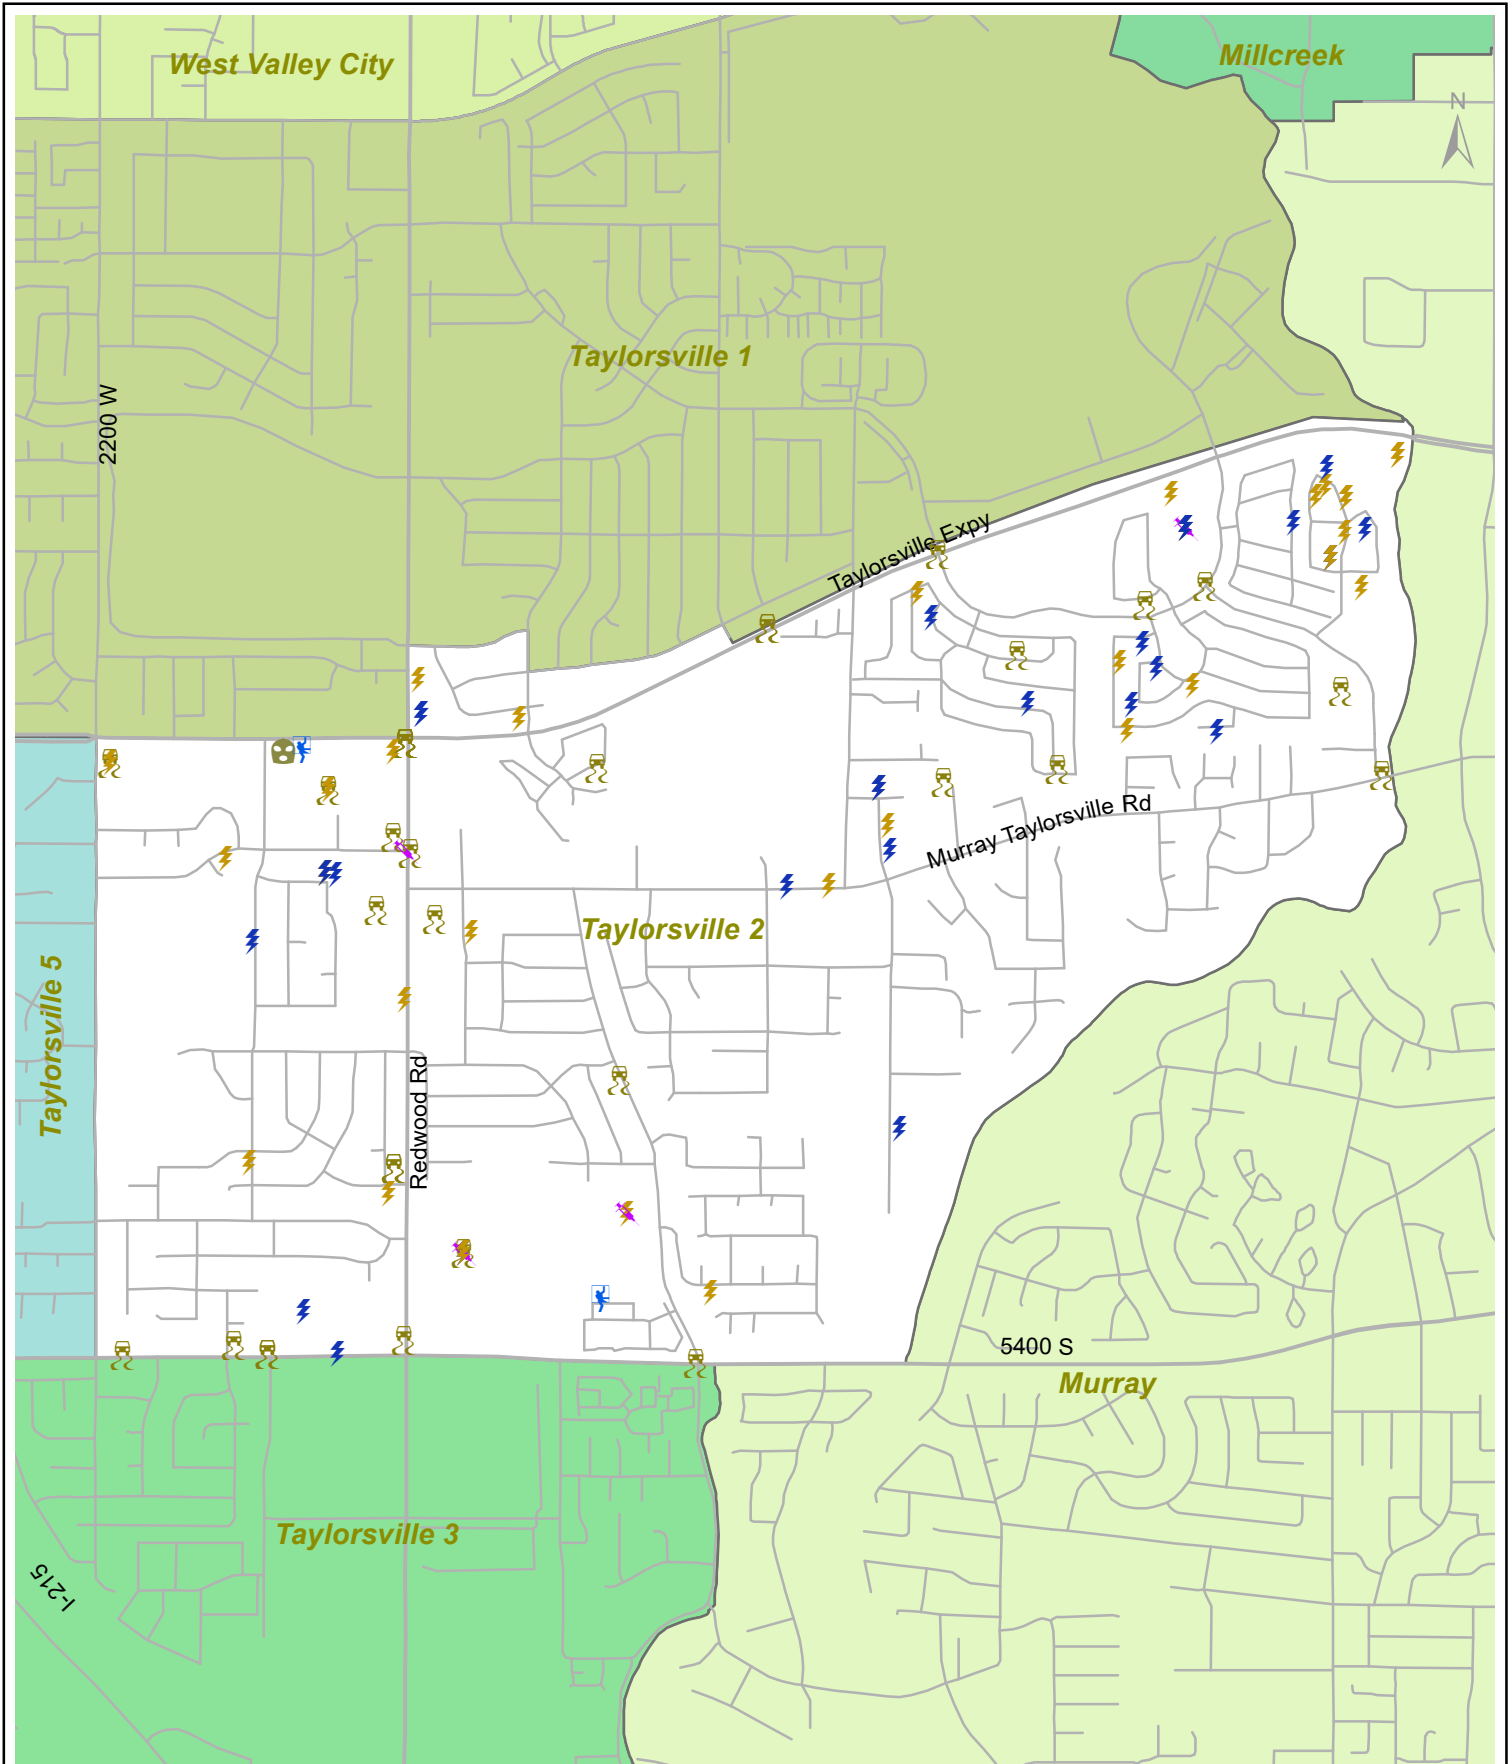 West Valley City
Millcreek
N
Taylorsville 1
2200 W
Taylorsville Expy
Murray Taylorsville Rd
Taylorsville 2
Taylorsville 5
Redwood Rd
5400 S
Murray
Taylorsville 3
I-215